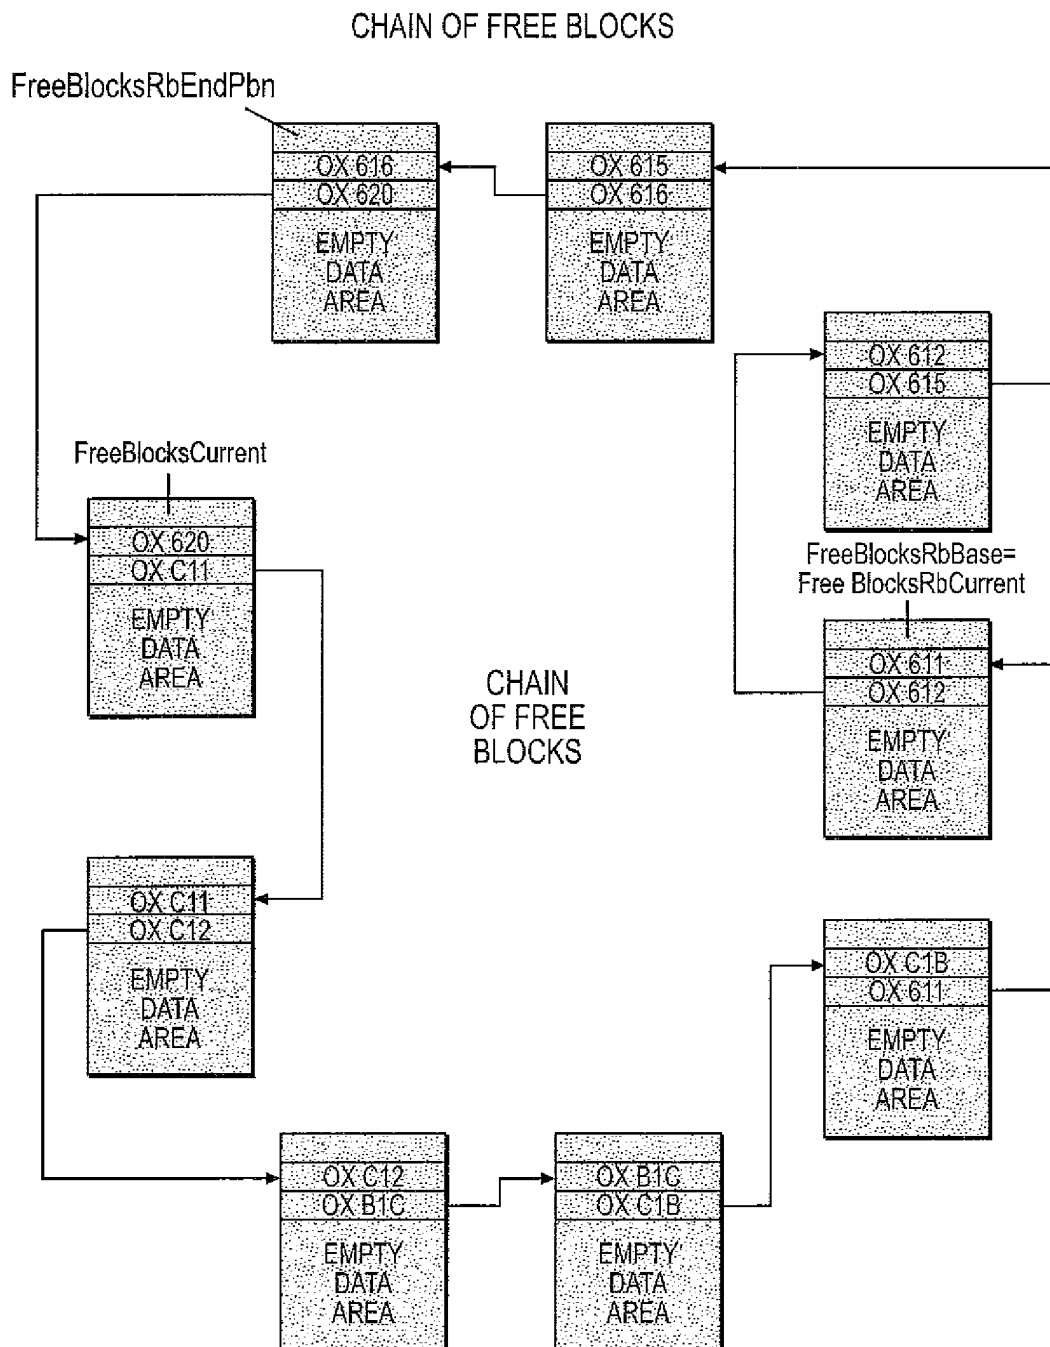 CHAIN OF FREE BLOCKS
FreeBlocksRbEndPbn
OX 616
OX 620
EMPTY
DATA
AREA
OX 615
OX 616
EMPTY
DATA
AREA
OX 612
OX 615
EMPTY
DATA
AREA
FreeBlocksCurrent
OX 620
OX C11
EMPTY
DATA
AREA
FreeBlocksRbBase=
Free BlocksRbCurrent
OX 611
OX 612
EMPTY
DATA
AREA
CHAIN
OF FREE
BLOCKS
OX C11
OX C12
EMPTY
DATA
AREA
OX C1B
OX 611
EMPTY
DATA
AREA
OX C12
OX B1C
EMPTY
DATA
AREA
OX B1C
OX C1B
EMPTY
DATA
AREA